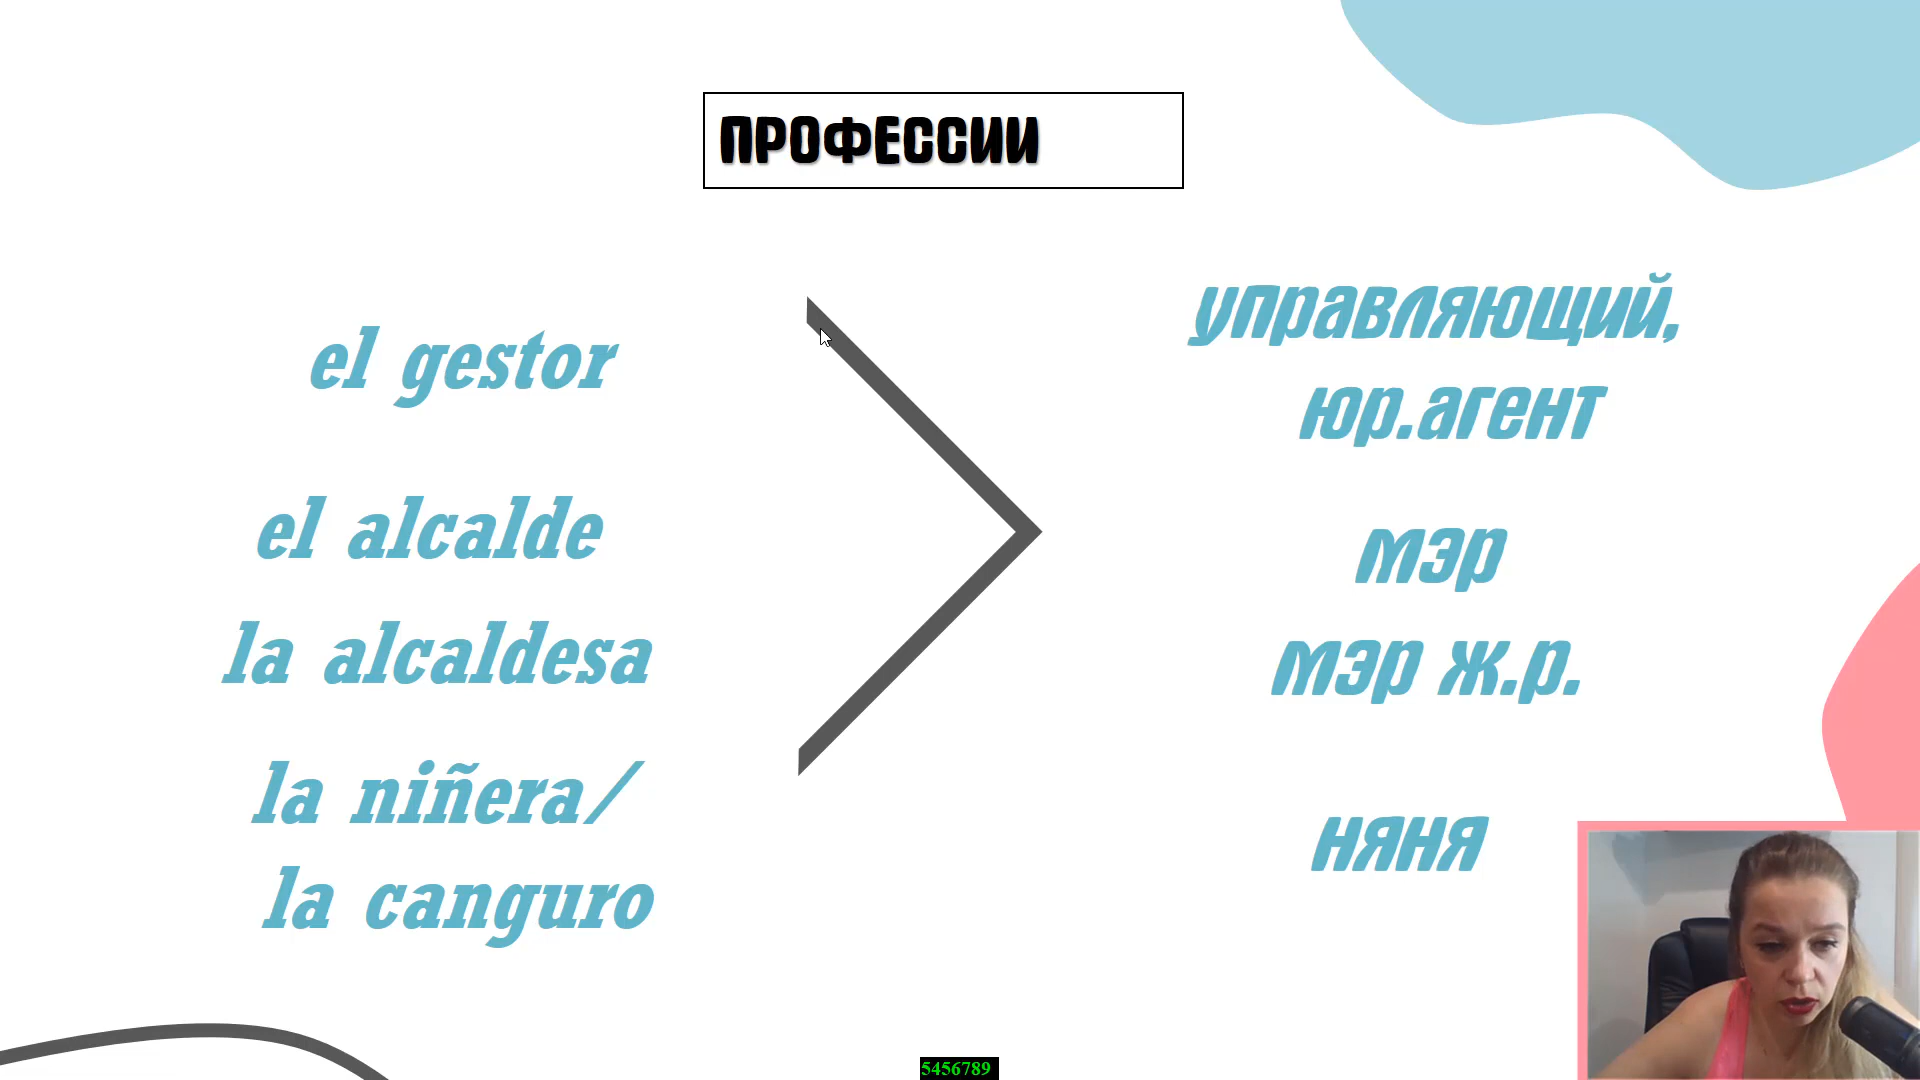 ПРОФЕССИИ
el gestor
el alcalde
la alcaldesa
la niñera/
la canguro
управляющий,
юр.агент
мэр
мэр ж.р.
няня
5456789